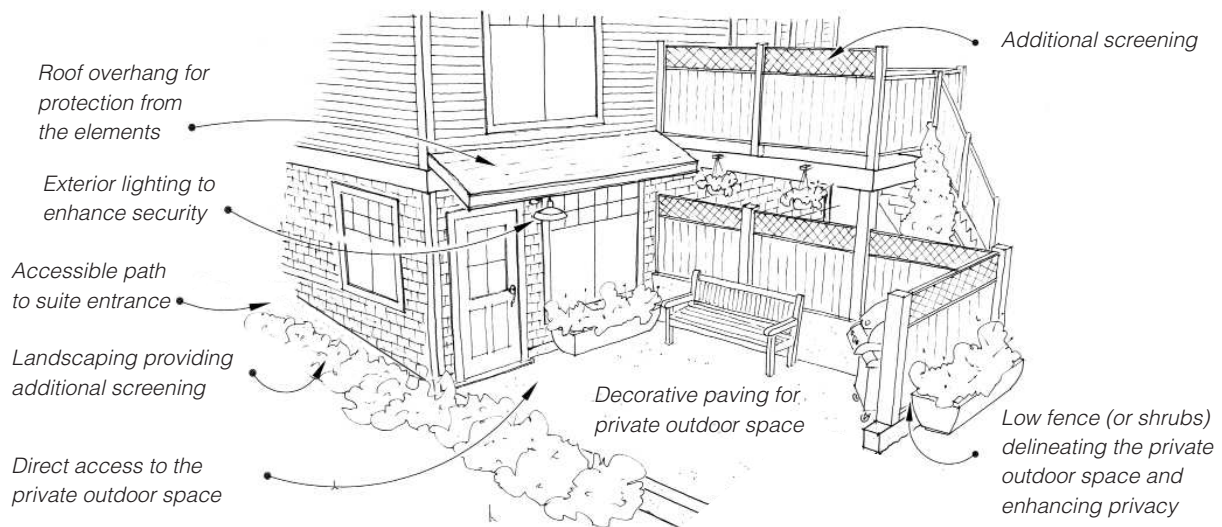 Additional screening
Roof overhang for
protection from
the elements
Exterior lighting to
enhance security
Accessible path
to suite entrance
Landscaping providing
additional screening
Direct access to the
private outdoor space
Decorative paving for
private outdoor space
Low fence (or shrubs)
delineating the private
outdoor space and
enhancing privacy